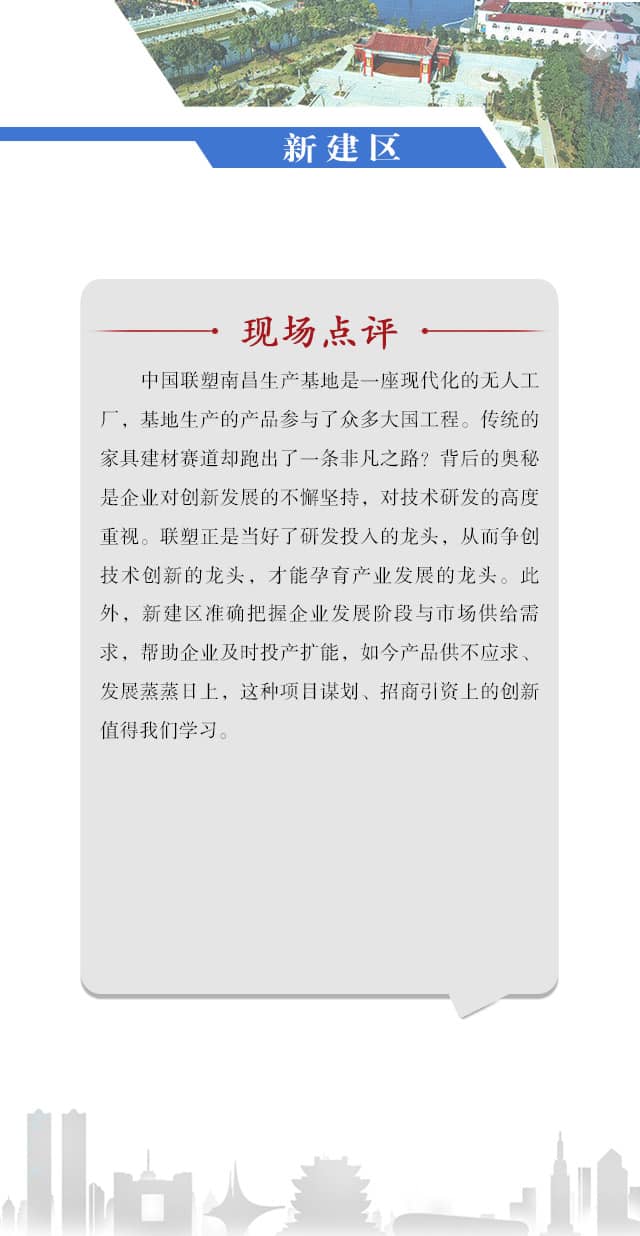 新建区
现场点评
中国联塑南昌生产基地是一座现代化的无人工
厂，基地生产的产品参与了众多大国工程。传统的
家具建材赛道却跑出了一条非凡之路？背后的奥秘
是企业对创新发展的不懈坚持，对技术研发的高度
重视。联塑正是当好了研发投入的龙头，从而争创
技术创新的龙头，才能孕育产业发展的龙头。此
外，新建区准确把握企业发展阶段与市场供给需
求，帮助企业及时投产扩能，如今产品供不应求、
发展蒸蒸日上，这种项目谋划、招商引资上的创新
值得我们学习。